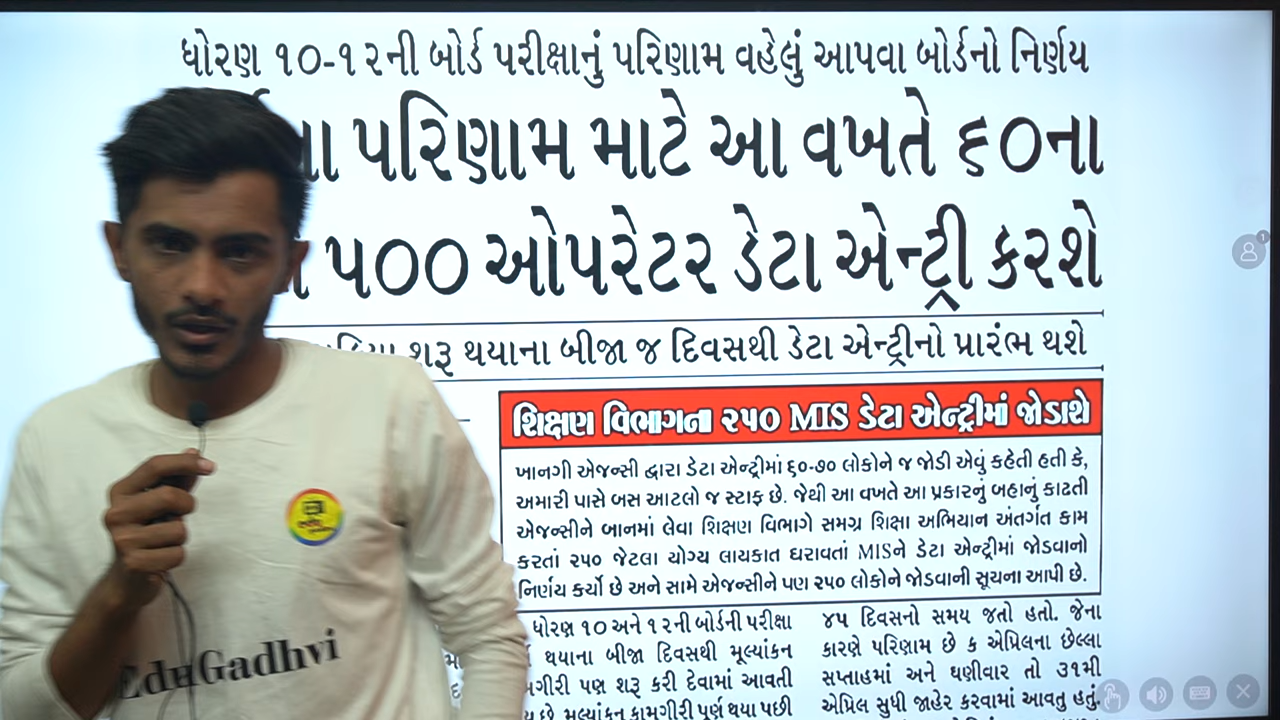 ધોરણ ૧૦-૧૨ની બોર્ડ પરીક્ષાનું પરિણામ વહેલું આપવા બોર્ડનો નિર્ણય
પરિણામ માટે આ વખતે ૬૦ના
૫૦૦ ઓપરેટર ડેટા એન્ટ્રી કરશે
શરૂ થયાના બીજા જ દિવસથી ડેટા એન્ટ્રીનો પ્રારંભ થશે
શિક્ષણ વિભાગના ૨૫૦ MIS ડેટા એન્ટ્રીમાં જોડાશે
ખાનગી એજન્સી દ્વારા ડેટા એન્ટ્રીમાં ૬૦-૭૦ લોકોને જ જોડી એવું કહેતી હતી કે,
અમારી પાસે બસ આટલો જ સ્ટાફ છે. જેથી આ વખતે આ પ્રકારનું બહાનું કાઢતી
એજન્સીને બાનમાં લેવા શિક્ષણ વિભાગે સમગ્ર શિક્ષા અભિયાન અંતર્ગત કામ
કરતાં ૨૫૦ જેટલા યોગ્ય લાયકાત ધરાવતાં MISને ડેટા એન્ટ્રીમાં જોડવાનો
નિર્ણય કર્યો છે અને સામે એજન્સીને પણ ૨૫૦ લોકોને જોડવાની સૂચના આપી છે.
ધોરણ ૧૦ અને ૧૨ની બોર્ડની પરીક્ષા
થયાના બીજા દિવસથી મૂલ્યાંકન
પણ શરૂ કરી દેવામાં આવતી
છે. મૂલ્યાંકન કામગીરી પૂર્ણ થયા પછી
૪૫ દિવસનો સમય જતો હતો. જેના
કારણે પરિણામ છે ક એપ્રિલના છેલ્લા
સપ્તાહમાં અને ઘણીવાર તો ૩૧મી
એપ્રિલ સુધી જાહેર કરવામાં આવતુ હતું.
EduGadhvi
1